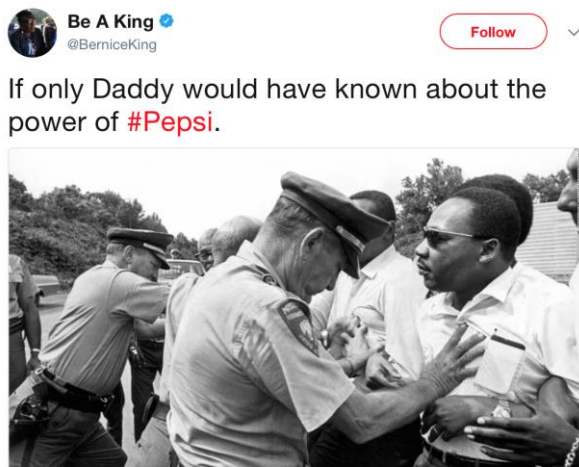 Be A King
@BerniceKing
Follow
If only Daddy would have known about the
power of #Pepsi.